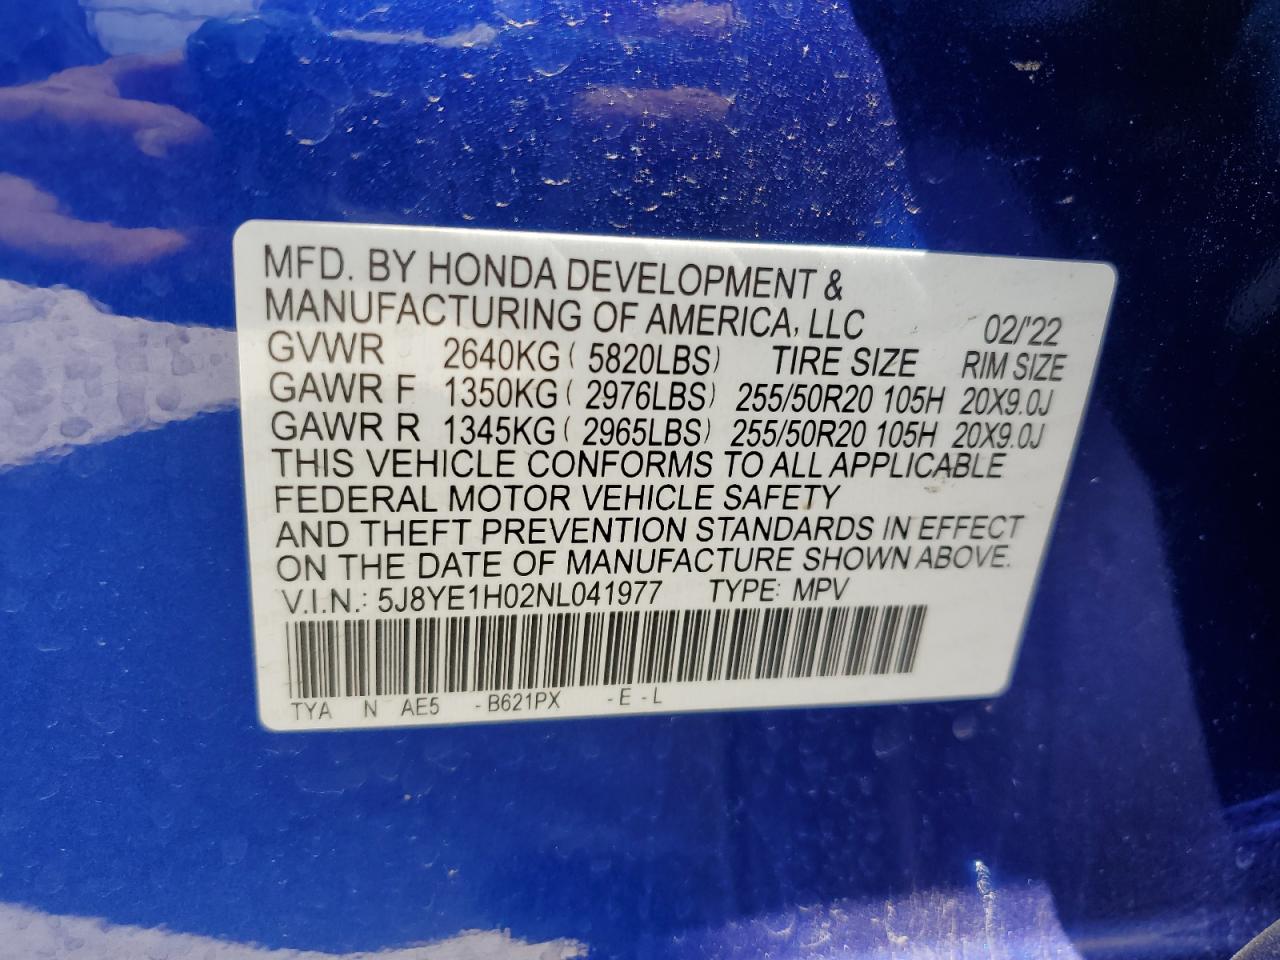 MFD. BY HONDA DEVELOPMENT &
MANUFACTURING OF AMERICA, LLC 02/'22
GVWR 2640KG ( 5820LBS) TIRE SIZE RIM SIZE
GAWR F 1350KG ( 2976LBS) 255/50R20 105H 20X9.0J
GAWR R 1345KG ( 2965LBS) 255/50R20 105H 20X9.0J
THIS VEHICLE CONFORMS TO ALL APPLICABLE
FEDERAL MOTOR VEHICLE SAFETY
AND THEFT PREVENTION STANDARDS IN EFFECT
ON THE DATE OF MANUFACTURE SHOWN ABOVE.
V.I.N.: 5J8YE1H02NL041977 TYPE: MPV
TYA N AE5 - B621PX - E - L